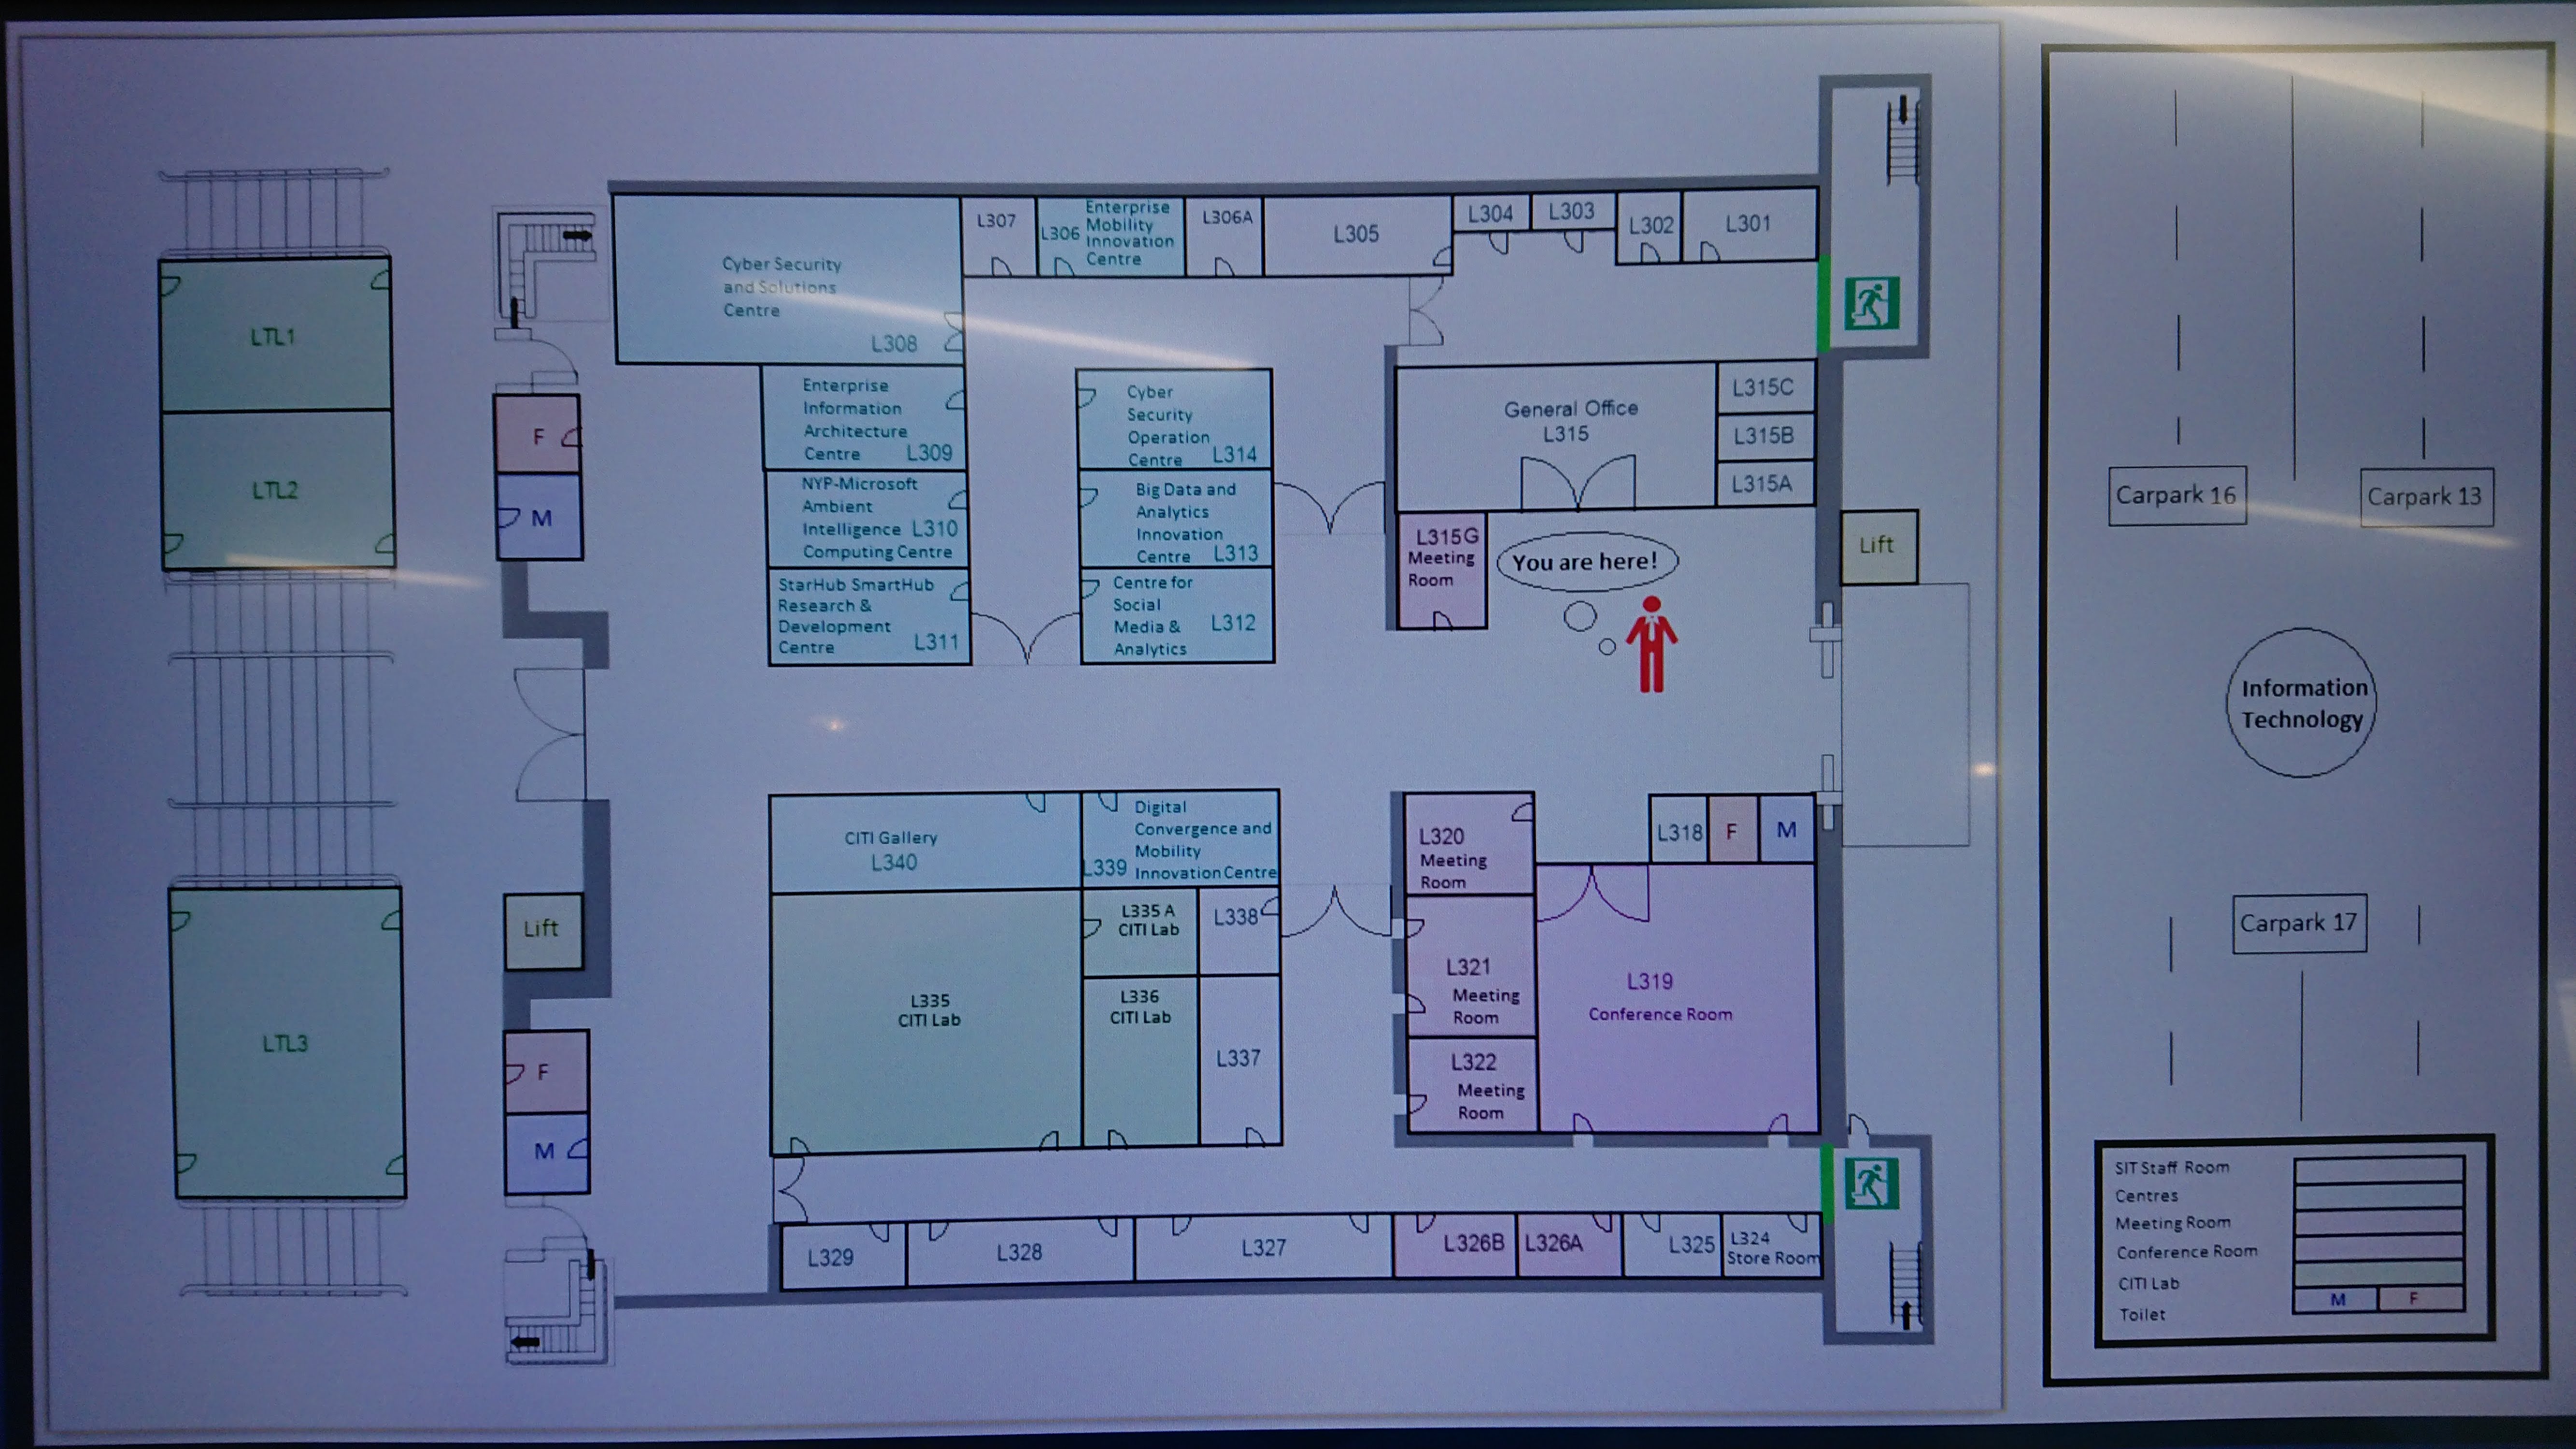 L307
L306
Enterprise
Mobility
Innovation
Centre
L306A
L305
L304
L303
L302
L301
Cyber Security
and Solutions
Centre
L308
LTL1
LTL2
F
M
Enterprise
Information
Architecture
Centre L309
NYP-Microsoft
Ambient
Intelligence L310
Computing Centre
StarHub SmartHub
Research &
Development
Centre L311
Cyber
Security
Operation
Centre L314
Big Data and
Analytics
Innovation
Centre L313
Centre for
Social
Media & L312
Analytics
General Office
L315
L315C
L315B
L315A
L315G
Meeting
Room
You are here!
Lift
CITI Gallery
L340
Digital
Convergence and
Mobility
L339 Innovation Centre
L335 A
CITI Lab
L338
L335
CITI Lab
L336
CITI Lab
L337
L320
Meeting
Room
L321
Meeting
Room
L322
Meeting
Room
L318
F
M
L319
Conference Room
Lift
LTL3
F
M
L329
L328
L327
L326B
L326A
L325
L324
Store Room
Carpark 16
Carpark 13
Information
Technology
Carpark 17
SIT Staff Room
Centres
Meeting Room
Conference Room
CITI Lab
Toilet
M
F